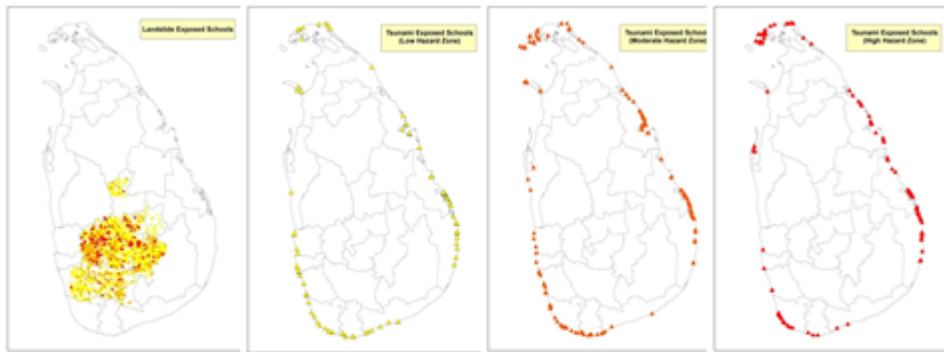 Landslide Exposed Schools
Tsunami Exposed Schools
(Low Hazard Zone)
Tsunami Exposed Schools
(Moderate Hazard Zone)
Tsunami Exposed Schools
(High Hazard Zone)